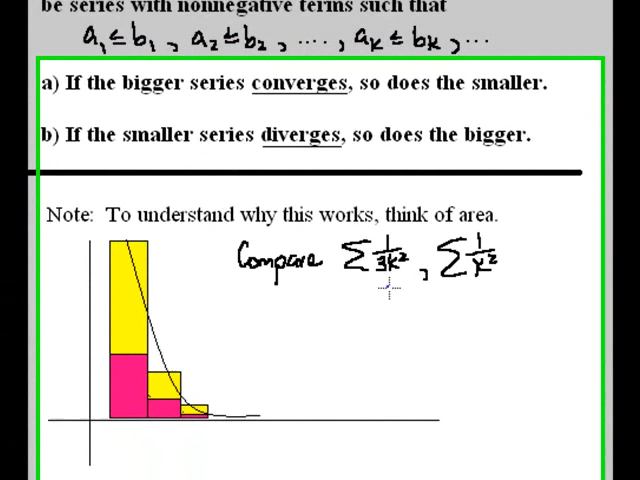 be series with nonnegative terms such that
a₁ ≤ b₁ , a₂ ≤ b₂ , ...., aₖ ≤ bₖ , ...
a) If the bigger series converges, so does the smaller.
b) If the smaller series diverges, so does the bigger.
Note: To understand why this works, think of area.
Compare ∑ 1/3k² , ∑ 1/k²